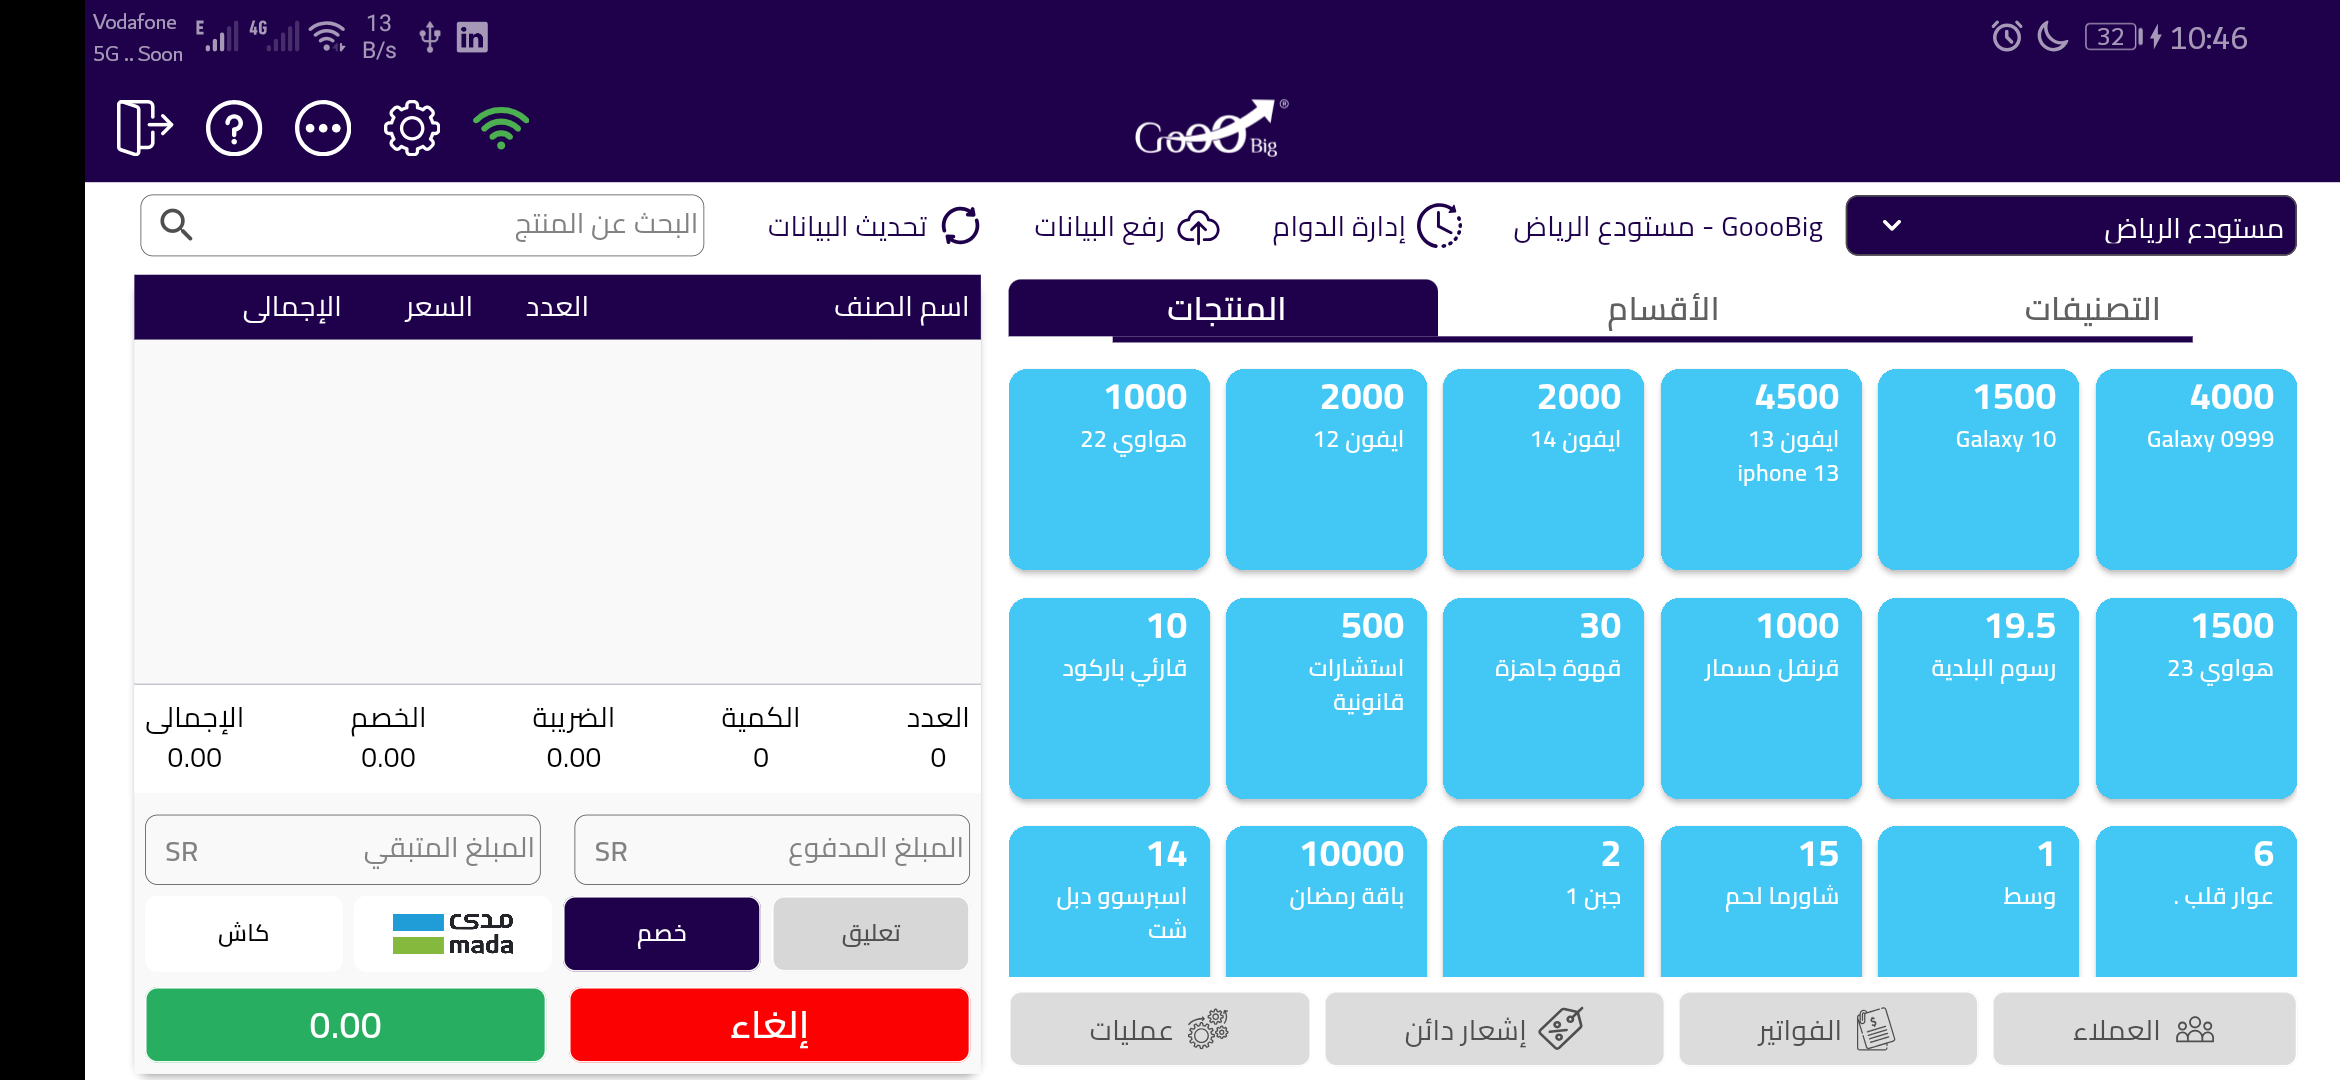 Vodafone
5G .. Soon
E
4G
13
B/s
32
10:46
GoooBig®
مستودع الرياض
GoooBig - مستودع الرياض
إدارة الدوام
رفع البيانات
تحديث البيانات
البحث عن المنتج
التصنيفات
الأقسام
المنتجات
4000
Galaxy 0999
1500
Galaxy 10
4500
ايفون 13
iphone 13
2000
ايفون 14
2000
ايفون 12
1000
هواوي 22
1500
هواوي 23
19.5
رسوم البلدية
1000
قرنفل مسمار
30
قهوة جاهزة
500
استشارات
قانونية
10
قارئي باركود
6
عوار قلب .
1
وسط
15
شاورما لحم
2
جبن 1
10000
باقة رمضان
14
اسبرسوو دبل
شت
العملاء
الفواتير
إشعار دائن
عمليات
اسم الصنف
العدد
السعر
الإجمالى
العدد
0
الكمية
0
الضريبة
0.00
الخصم
0.00
الإجمالى
0.00
المبلغ المدفوع
SR
المبلغ المتبقي
SR
تعليق
خصم
مدى
mada
كاش
إلغاء
0.00